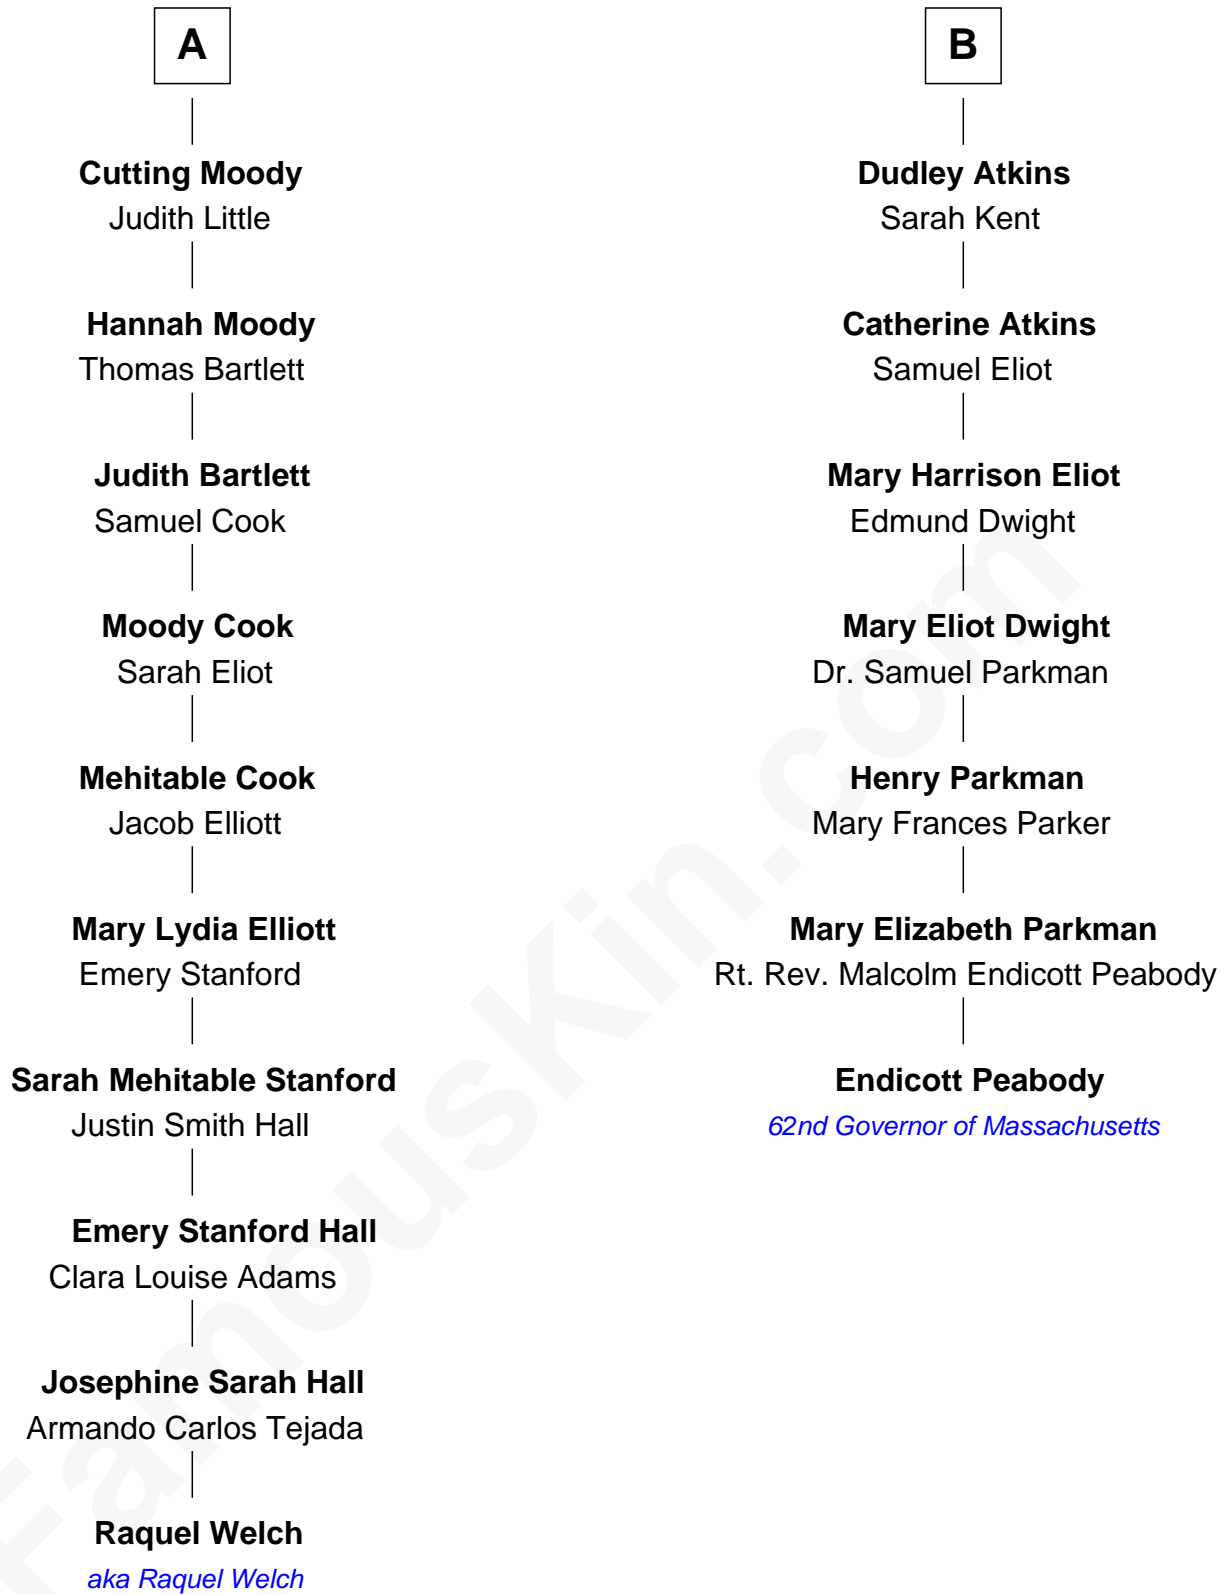 A
Cutting Moody
Judith Little
Hannah Moody
Thomas Bartlett
Judith Bartlett
Samuel Cook
Moody Cook
Sarah Eliot
Mehitable Cook
Jacob Elliott
Mary Lydia Elliott
Emery Stanford
Sarah Mehitable Stanford
Justin Smith Hall
Emery Stanford Hall
Clara Louise Adams
Josephine Sarah Hall
Armando Carlos Tejada
Raquel Welch
aka Raquel Welch
B
Dudley Atkins
Sarah Kent
Catherine Atkins
Samuel Eliot
Mary Harrison Eliot
Edmund Dwight
Mary Eliot Dwight
Dr. Samuel Parkman
Henry Parkman
Mary Frances Parker
Mary Elizabeth Parkman
Rt. Rev. Malcolm Endicott Peabody
Endicott Peabody
62nd Governor of Massachusetts
FamousKin.com